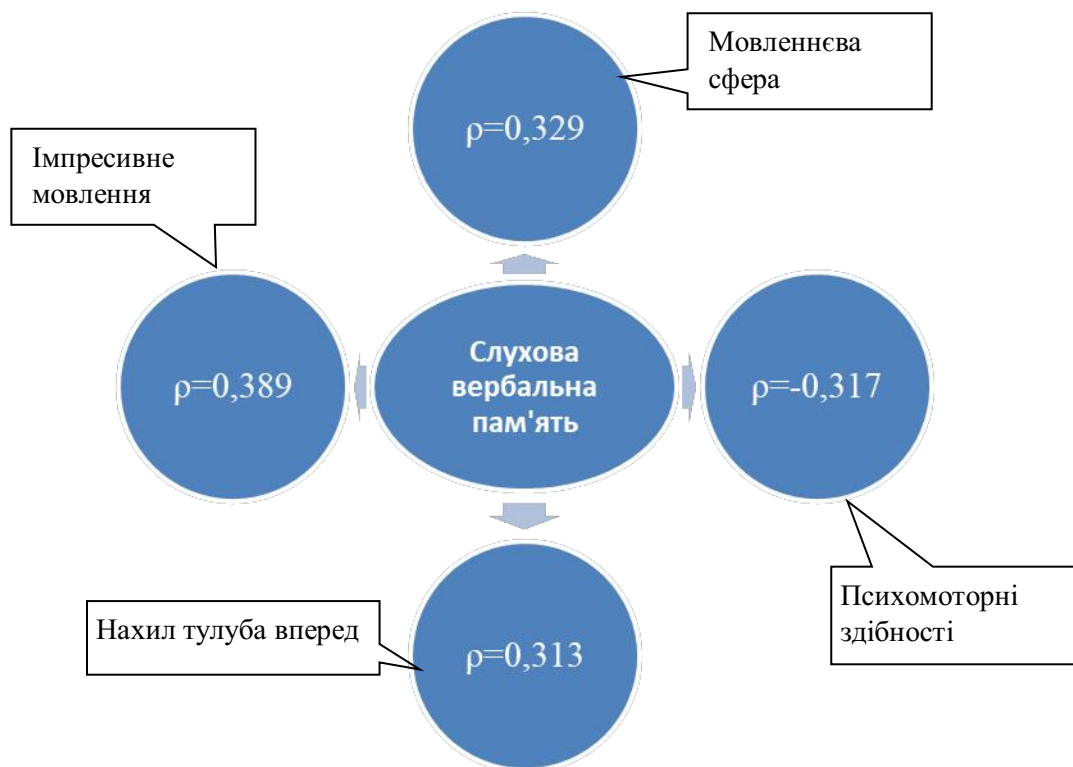 Мовленнєва
сфера
ρ=0,329
Імпресивне
мовлення
ρ=0,389
Слухова
вербальна
пам'ять
ρ=-0,317
Психомоторні
здібності
Нахил тулуба вперед
ρ=0,313